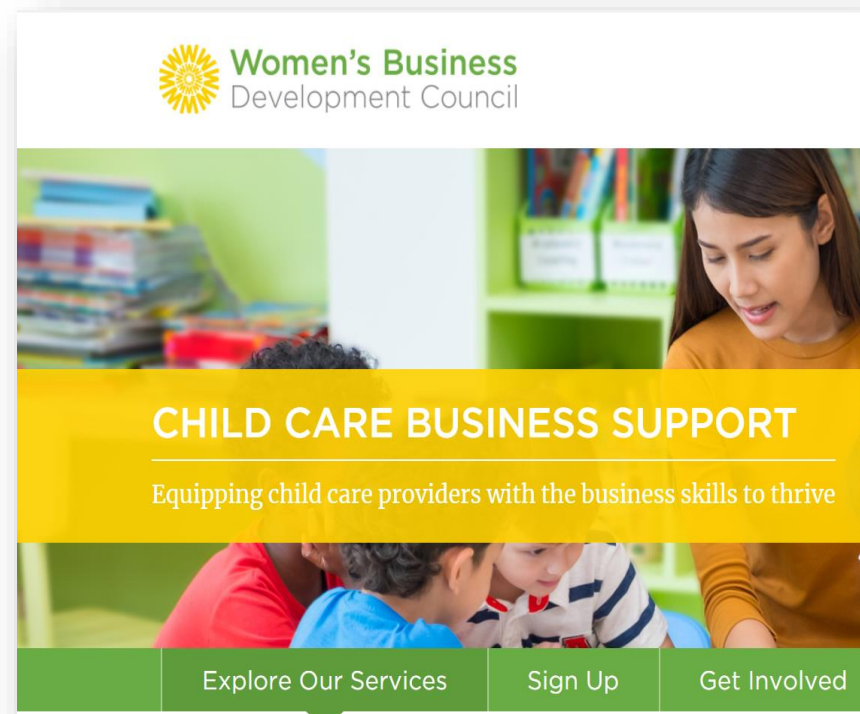 Women's Business
Development Council
CHILD CARE BUSINESS SUPPORT
Equipping child care providers with the business skills to thrive
Explore Our Services
Sign Up
Get Involved